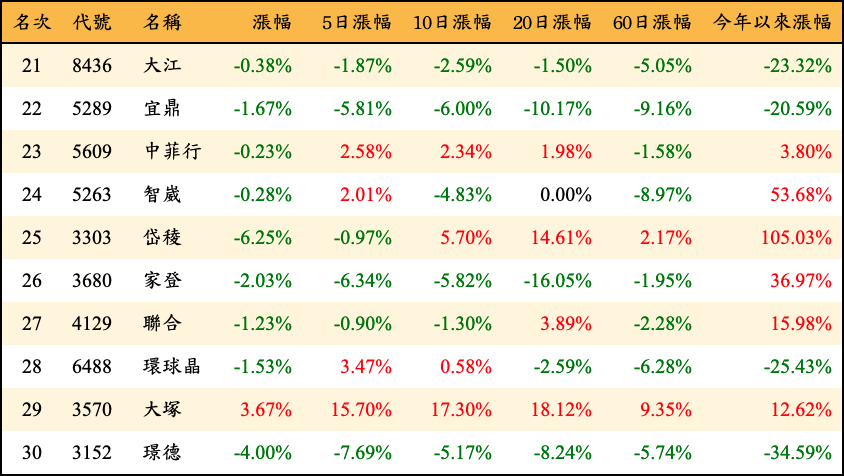 名次 代號 名稱 漲幅 5日漲幅 10日漲幅 20日漲幅 60日漲幅 今年以來漲幅
21 8436 大江 -0.38% -1.87% -2.59% -1.50% -5.05% -23.32%
22 5289 宜鼎 -1.67% -5.81% -6.00% -10.17% -9.16% -20.59%
23 5609 中菲行 -0.23% 2.58% 2.34% 1.98% -1.58% 3.80%
24 5263 智崴 -0.28% 2.01% -4.83% 0.00% -8.97% 53.68%
25 3303 岱稜 -6.25% -0.97% 5.70% 14.61% 2.17% 105.03%
26 3680 家登 -2.03% -6.34% -5.82% -16.05% -1.95% 36.97%
27 4129 聯合 -1.23% -0.90% -1.30% 3.89% -2.28% 15.98%
28 6488 環球晶 -1.53% 3.47% 0.58% -2.59% -6.28% -25.43%
29 3570 大塚 3.67% 15.70% 17.30% 18.12% 9.35% 12.62%
30 3152 璟德 -4.00% -7.69% -5.17% -8.24% -5.74% -34.59%